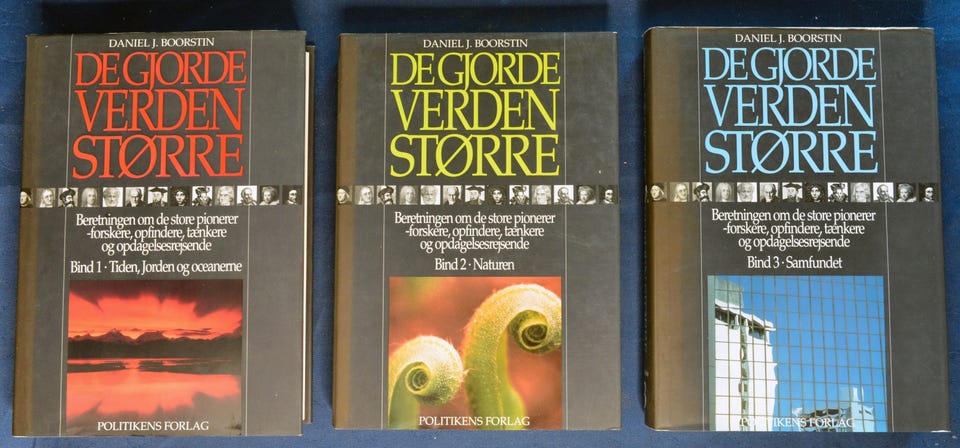 DANIEL J. BOORSTIN
DE GJORDE
VERDEN
STØRRE
Beretningen om de store pionerer
-forskere, opfindere, tænkere
og opdagelsesrejsende
Bind 1 · Tiden, Jorden og oceanerne
POLITIKENS FORLAG
DANIEL J. BOORSTIN
DE GJORDE
VERDEN
STØRRE
Beretningen om de store pionerer
-forskere, opfindere, tænkere
og opdagelsesrejsende
Bind 2 · Naturen
POLITIKENS FORLAG
DANIEL J. BOORSTIN
DE GJORDE
VERDEN
STØRRE
Beretningen om de store pionerer
-forskere, opfindere, tænkere
og opdagelsesrejsende
Bind 3 · Samfundet
POLITIKENS FORLAG